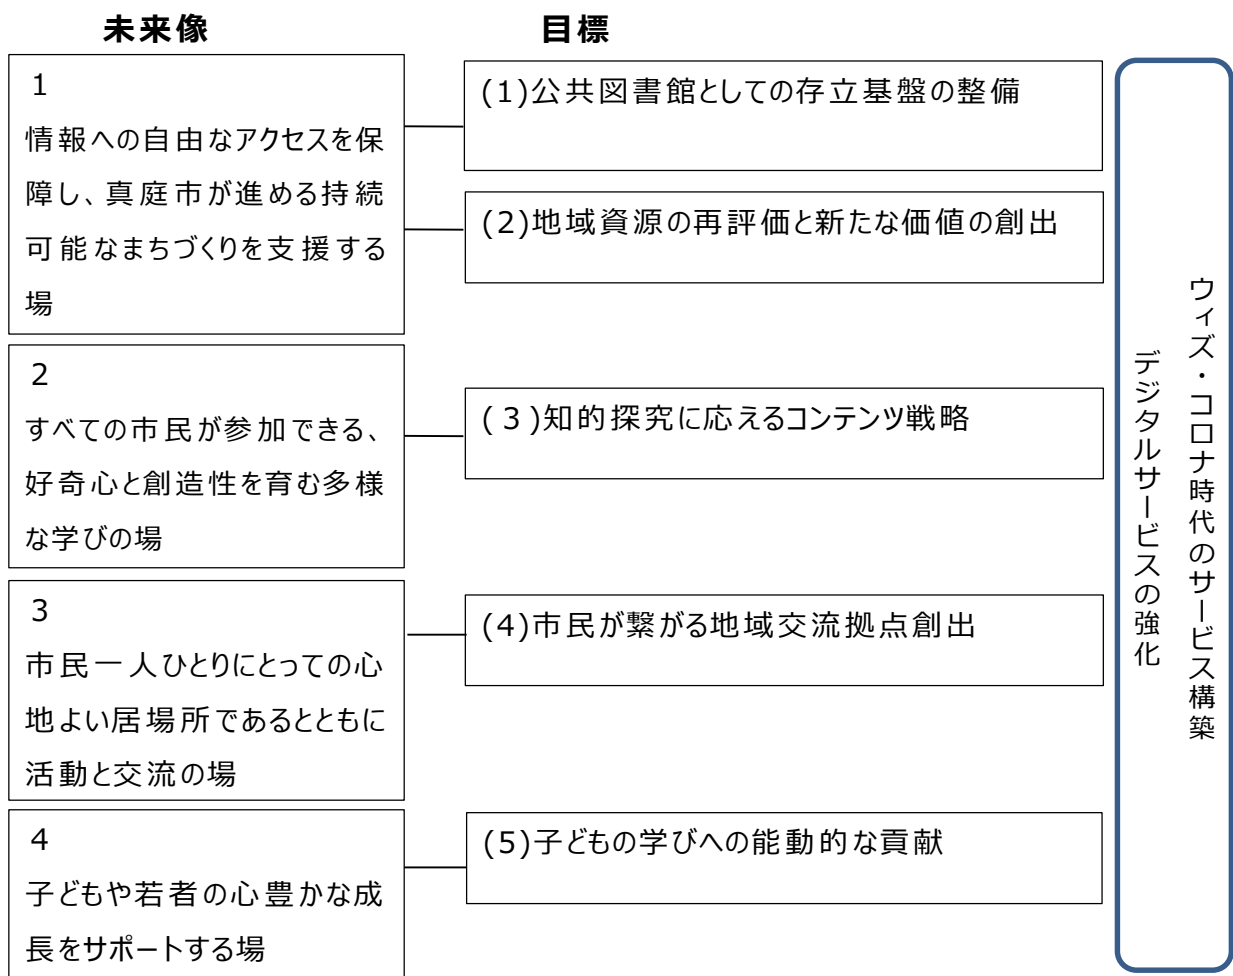 未来像
目標
1
情報への自由なアクセスを保
障し、真庭市が進める持続
可能なまちづくりを支援する
場
(1)公共図書館としての存立基盤の整備
(2)地域資源の再評価と新たな価値の創出
2
すべての市民が参加できる、
好奇心と創造性を育む多様
な学びの場
(３)知的探究に応えるコンテンツ戦略
3
市民一人ひとりにとっての心
地よい居場所であるとともに
活動と交流の場
(4)市民が繋がる地域交流拠点創出
4
子どもや若者の心豊かな成
長をサポートする場
(5)子どもの学びへの能動的な貢献
ウィズ・コロナ時代のサービス構築
デジタルサービスの強化